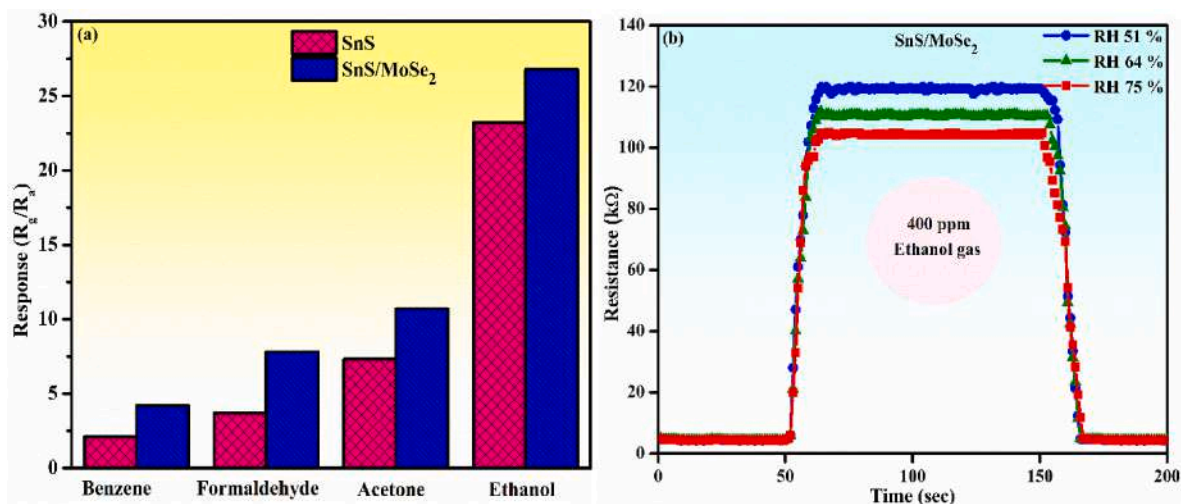 (a)
SnS
SnS/MoSe₂
Response (Rg/Ra)
30
25
20
15
10
5
0
Benzene Formaldehyde Acetone Ethanol
(b)
SnS/MoSe₂
RH 51 %
RH 64 %
RH 75 %
400 ppm
Ethanol gas
Resistance (kΩ)
140
120
100
80
60
40
20
0
0 50 100 150 200
Time (sec)